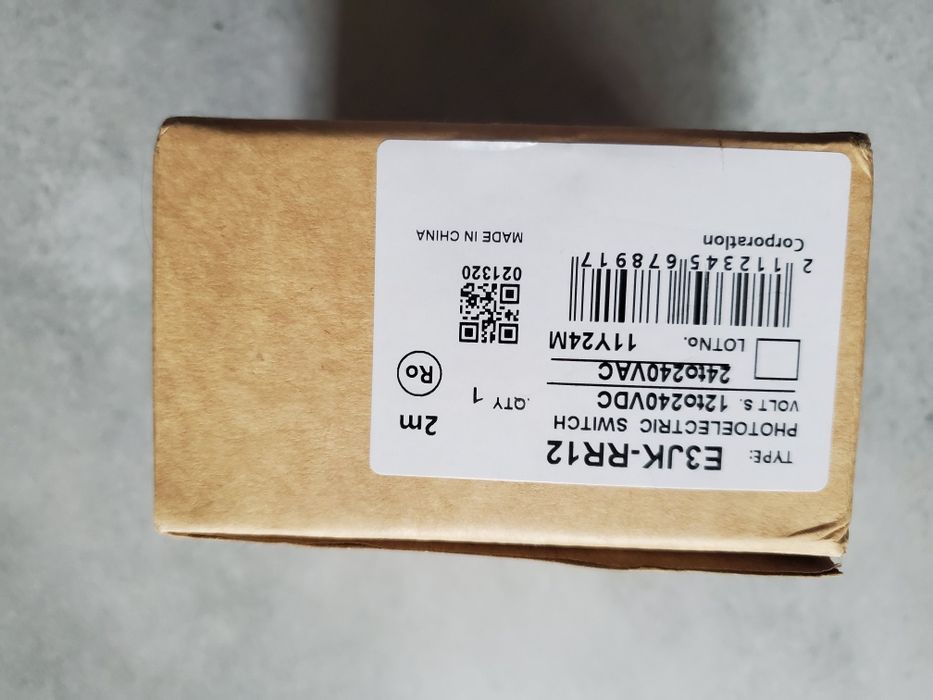 TYPE: E3JK-RR12
PHOTOELECTRIC SWITCH
VOLTS. 12to240VDC
24to240VAC
2m
.QTY 1
Ro
LOTNo. 11Y24M
2 112345 678917
021320
Corporation
MADE IN CHINA